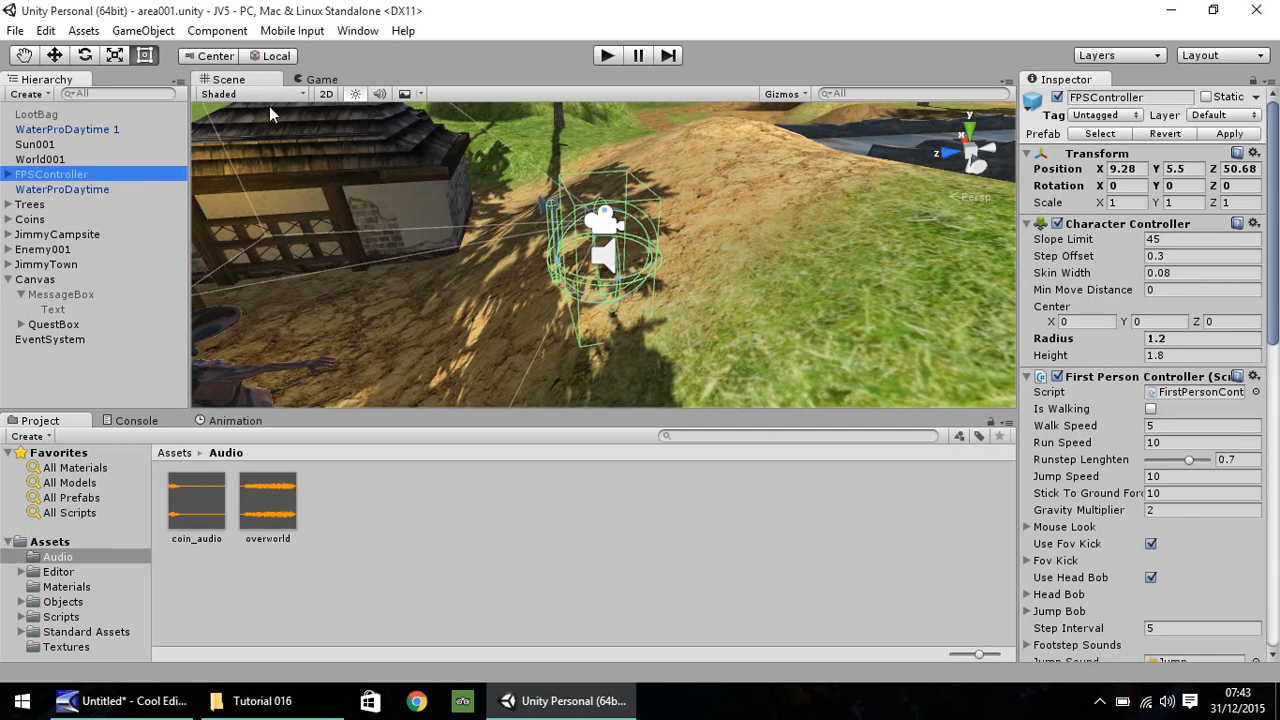 Unity Personal (64bit) - area001.unity - JV5 - PC, Mac & Linux Standalone <DX11>
File Edit Assets GameObject Component Mobile Input Window Help
Center Local Layers Layout
Hierarchy Scene Game Inspector
Create All Shaded 2D Gizmos All
FPSController Static
Tag Untagged Layer Default
Prefab Select Revert Apply
LootBag
WaterProDaytime 1
Sun001
World001
FPSController
WaterProDaytime
Trees
Coins
JimmyCampsite
Enemy001
JimmyTown
Canvas
MessageBox
Text
QuestBox
EventSystem
y
x
z
Persp
Transform
Position X 9.28 Y 5.5 Z 50.68
Rotation X 0 Y 0 Z 0
Scale X 1 Y 1 Z 1
Character Controller
Slope Limit 45
Step Offset 0.3
Skin Width 0.08
Min Move Distance 0
Center
X 0 Y 0 Z 0
Radius 1.2
Height 1.8
First Person Controller (Scri
Script FirstPersonCont
Is Walking
Walk Speed 5
Run Speed 10
Runstep Lenghten 0.7
Jump Speed 10
Stick To Ground Forc 10
Gravity Multiplier 2
Mouse Look
Use Fov Kick
Fov Kick
Use Head Bob
Head Bob
Jump Bob
Step Interval 5
Footstep Sounds
Jump Sound Jump
Project Console Animation
Create
Favorites
All Materials
All Models
All Prefabs
All Scripts
Assets
Audio
Editor
Materials
Objects
Scripts
Standard Assets
Textures
Assets Audio
coin_audio overworld
Untitled* - Cool Edi...
Tutorial 016
Unity Personal (64b...
07:43
31/12/2015